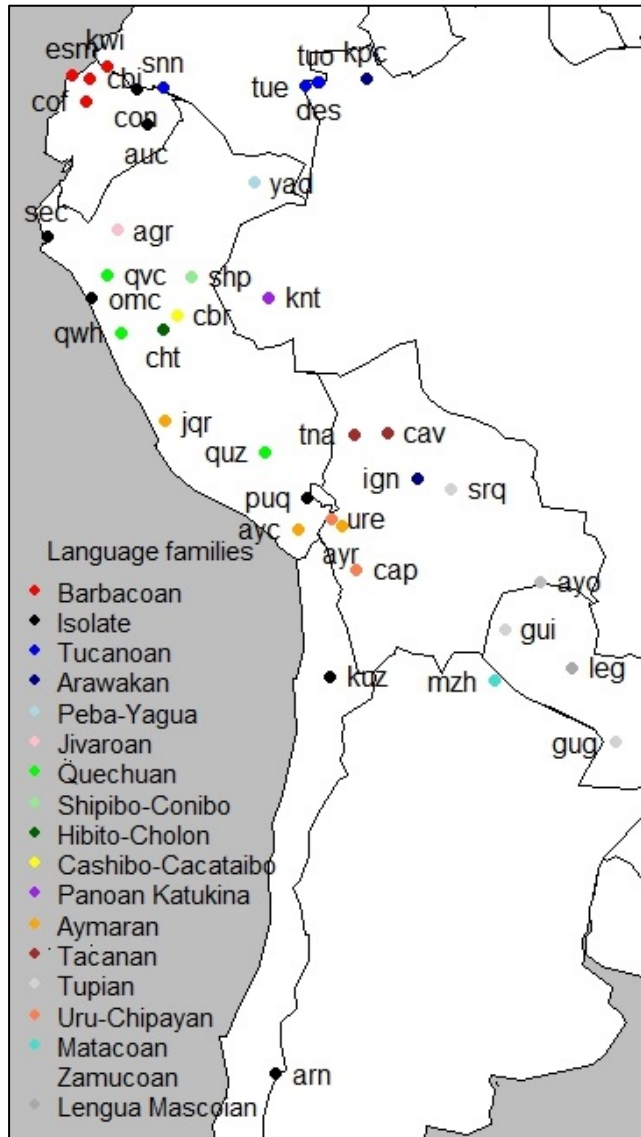 kwi
esm
cbi
snn
tuo
kpc
cof
tue
des
con
auc
yad
sec
agr
qvc
shp
omc
knt
cbr
qwh
cht
jqr
tna
cav
quz
ign
srq
puq
ure
ayc
ayr
cap
ayo
gui
leg
kuz
mzh
gug
arn
Language families
Barbacoan
Isolate
Tucanoan
Arawakan
Peba-Yagua
Jivaroan
Quechuan
Shipibo-Conibo
Hibito-Cholon
Cashibo-Cacataibo
Panoan Katukina
Aymaran
Tacanan
Tupian
Uru-Chipayan
Matacoan
Zamucoan
Lengua Mascoian